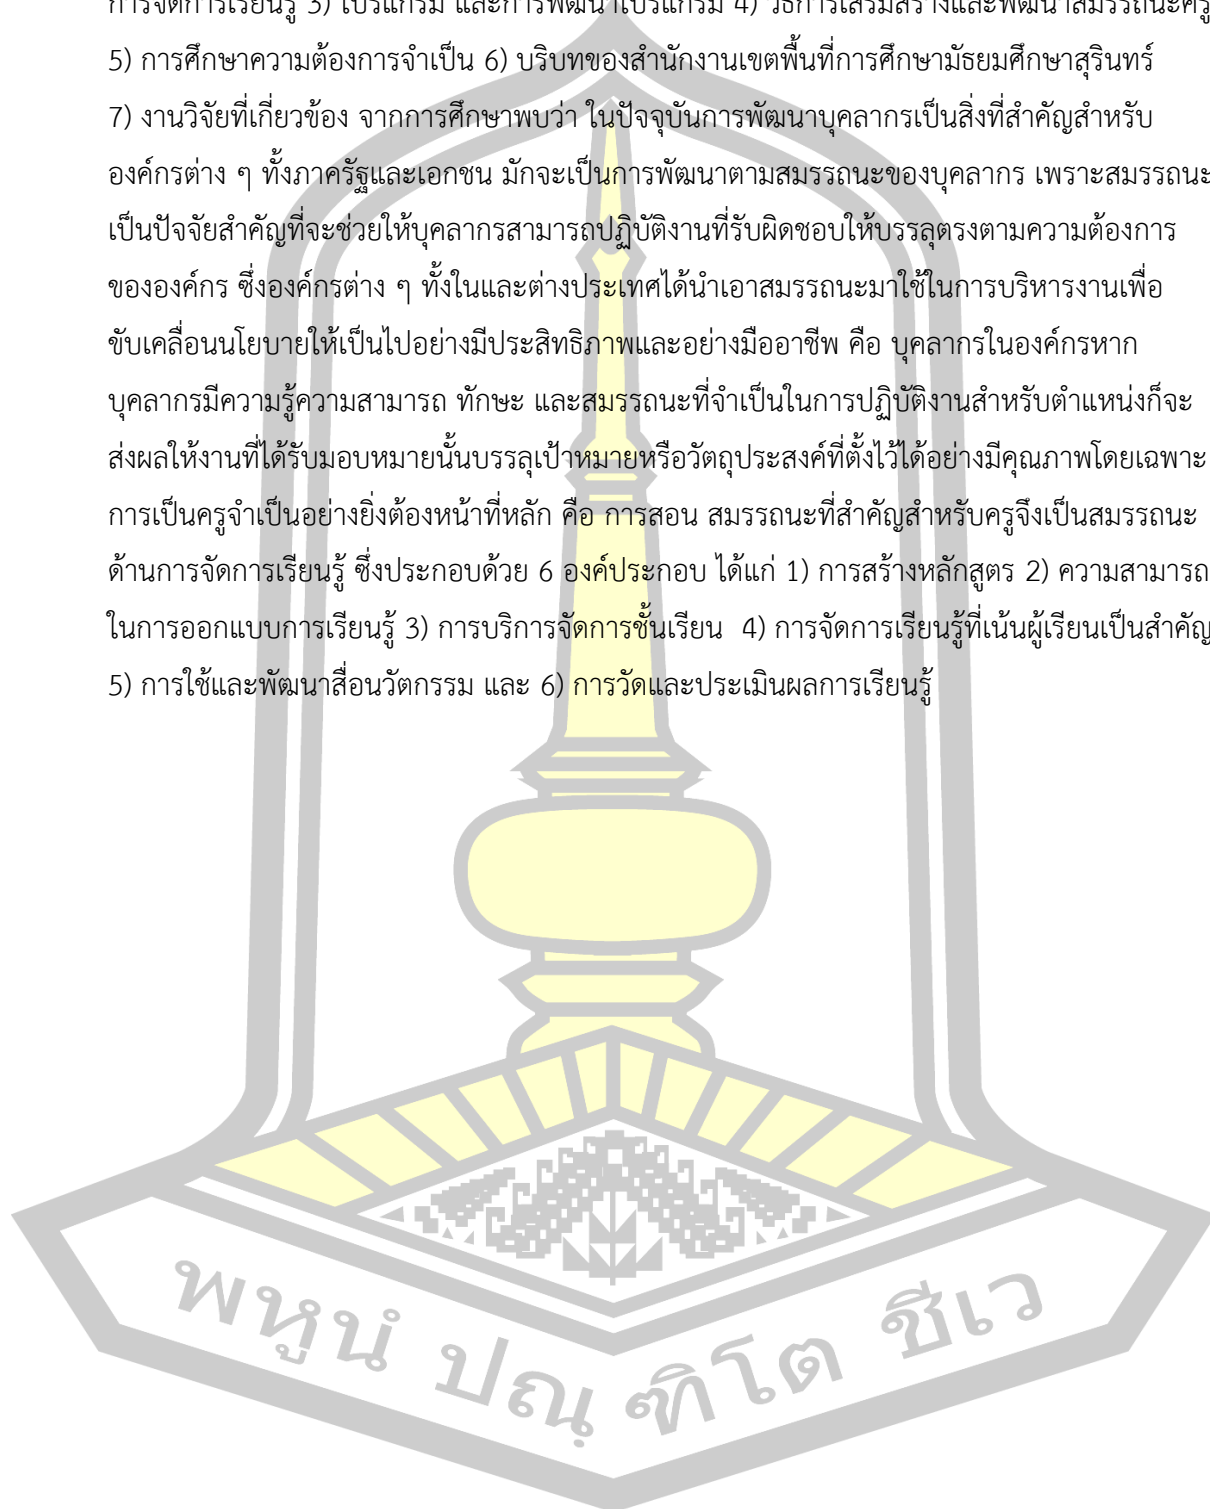 การจัดการเรียนรู้ 3) โปรแกรม และการพัฒนาโปรแกรม 4) วิธีการเสริมสร้างและพัฒนาสมรรถนะครู
5) การศึกษาความต้องการจำเป็น 6) บริบทของสำนักงานเขตพื้นที่การศึกษามัธยมศึกษาสุรินทร์
7) งานวิจัยที่เกี่ยวข้อง จากการศึกษาพบว่า ในปัจจุบันการพัฒนาบุคลากรเป็นสิ่งที่สำคัญสำหรับ
องค์กรต่าง ๆ ทั้งภาครัฐและเอกชน มักจะเป็นการพัฒนาตามสมรรถนะของบุคลากร เพราะสมรรถนะ
เป็นปัจจัยสำคัญที่จะช่วยให้บุคลากรสามารถปฏิบัติงานที่รับผิดชอบให้บรรลุตรงตามความต้องการ
ขององค์กร ซึ่งองค์กรต่าง ๆ ทั้งในและต่างประเทศได้นำเอาสมรรถนะมาใช้ในการบริหารงานเพื่อ
ขับเคลื่อนนโยบายให้เป็นไปอย่างมีประสิทธิภาพและอย่างมืออาชีพ คือ บุคลากรในองค์กรหาก
บุคลากรมีความรู้ความสามารถ ทักษะ และสมรรถนะที่จำเป็นในการปฏิบัติงานสำหรับตำแหน่งก็จะ
ส่งผลให้งานที่ได้รับมอบหมายนั้นบรรลุเป้าหมายหรือวัตถุประสงค์ที่ตั้งไว้ได้อย่างมีคุณภาพโดยเฉพาะ
การเป็นครูจำเป็นอย่างยิ่งต้องหน้าที่หลัก คือ การสอน สมรรถนะที่สำคัญสำหรับครูจึงเป็นสมรรถนะ
ด้านการจัดการเรียนรู้ ซึ่งประกอบด้วย 6 องค์ประกอบ ได้แก่ 1) การสร้างหลักสูตร 2) ความสามารถ
ในการออกแบบการเรียนรู้ 3) การบริการจัดการชั้นเรียน 4) การจัดการเรียนรู้ที่เน้นผู้เรียนเป็นสำคัญ
5) การใช้และพัฒนาสื่อนวัตกรรม และ 6) การวัดและประเมินผลการเรียนรู้
พหูนํ ปณฺฑิโต ชีเว